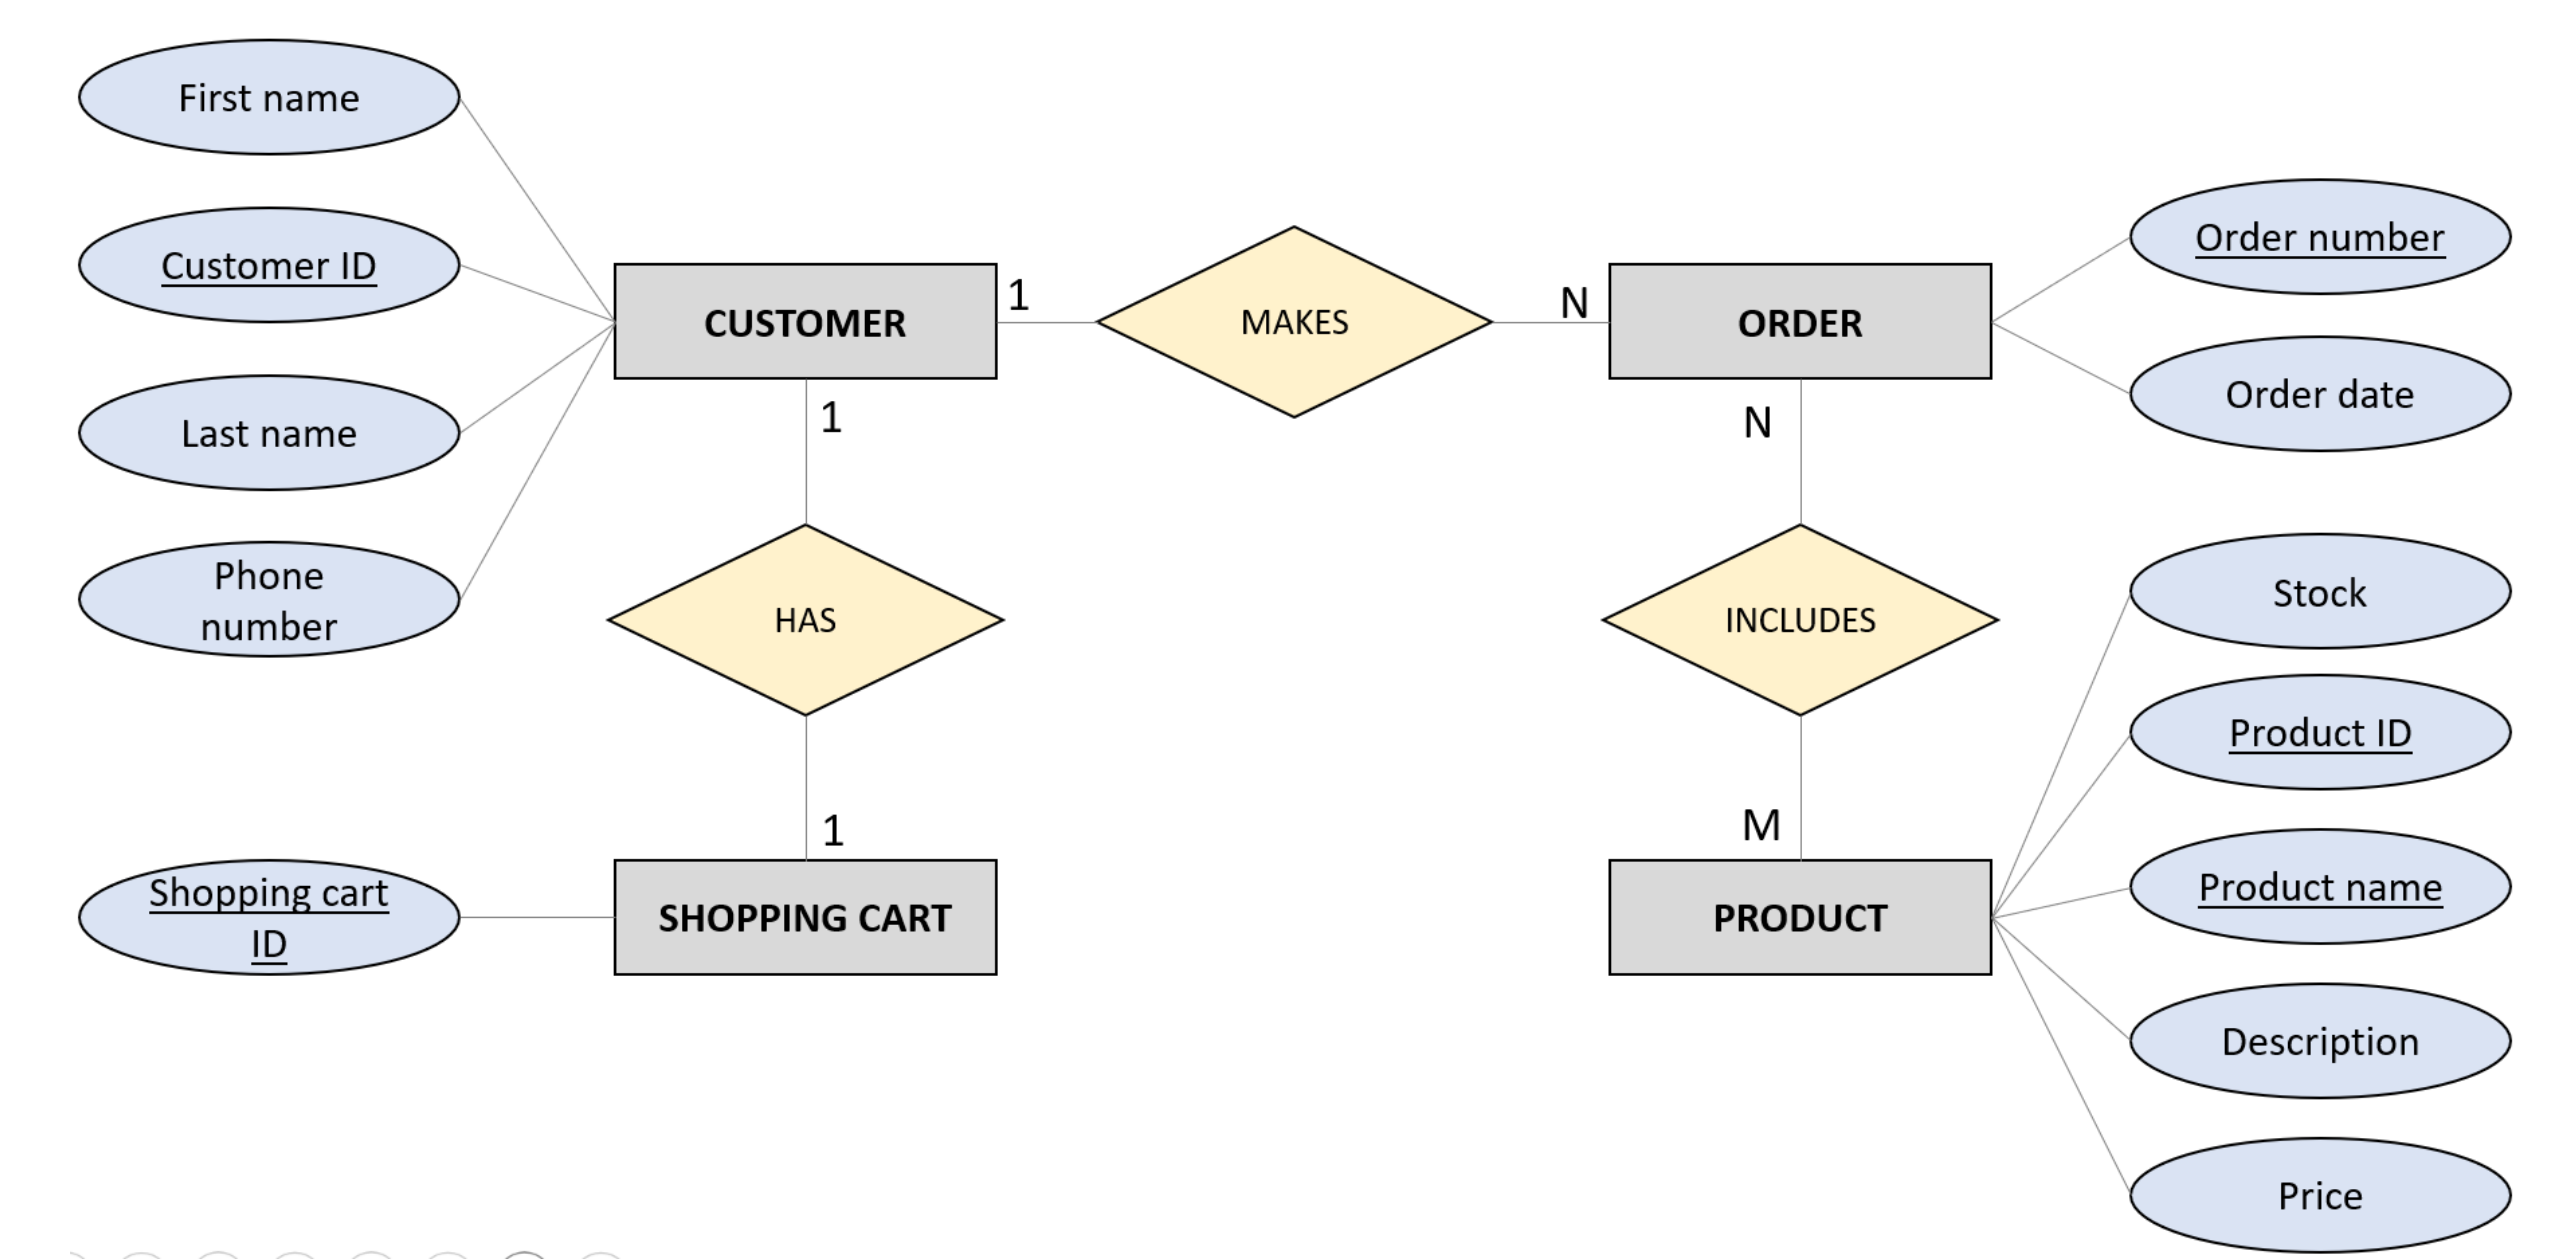 First name
Customer ID
Last name
Phone
number
CUSTOMER
1
MAKES
N
ORDER
Order number
Order date
1
HAS
1
N
INCLUDES
M
Shopping cart
ID
SHOPPING CART
PRODUCT
Stock
Product ID
Product name
Description
Price